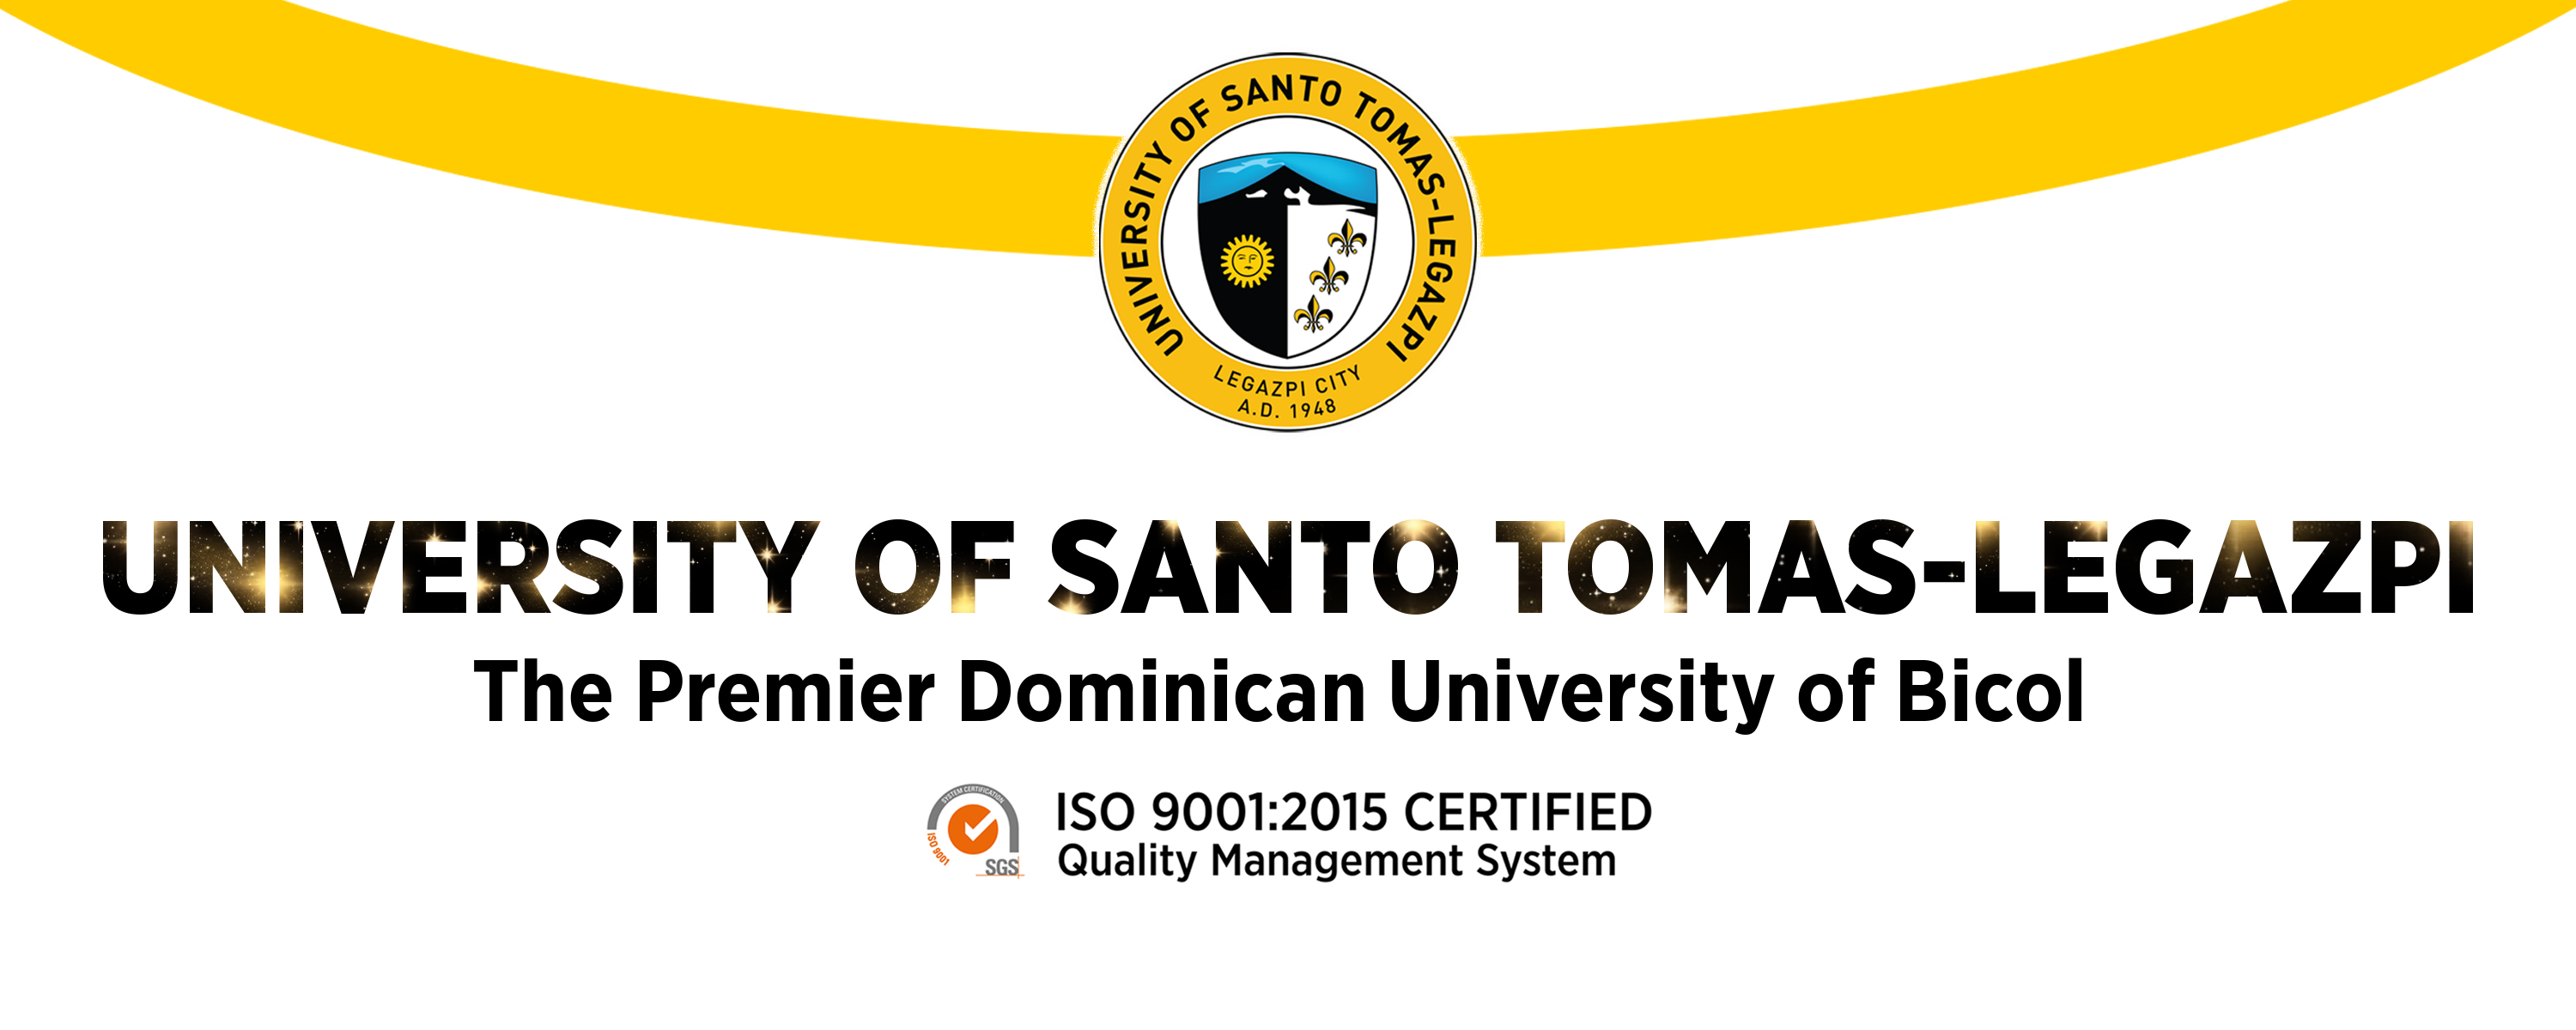 UNIVERSITY OF SANTO TOMAS-LEGAZPI
LEGAZPI CITY
A.D. 1948
UNIVERSITY OF SANTO TOMAS-LEGAZPI
The Premier Dominican University of Bicol
SYSTEM CERTIFICATION
ISO 9001
SGS
ISO 9001:2015 CERTIFIED
Quality Management System